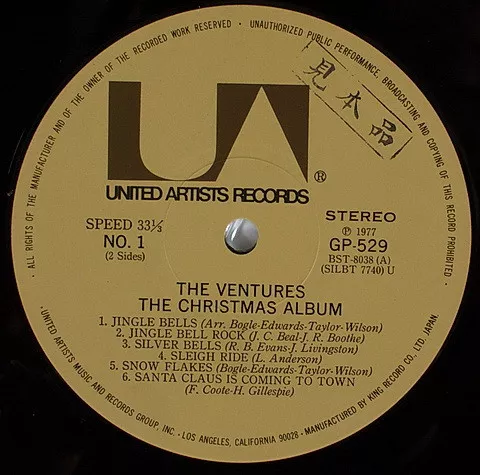 · ALL RIGHTS OF THE MANUFACTURER AND OF THE OWNER OF THE RECORDED WORK RESERVED · UNAUTHORIZED PUBLIC PERFORMANCE, BROADCASTING AND COPYING OF THIS RECORD PROHIBITED ·
見本品
UA
®
UNITED ARTISTS RECORDS
SPEED 33⅓
NO. 1
(2 Sides)
STEREO
Ⓟ 1977
GP-529
BST-8038 (A)
(SILBT 7740) U
THE VENTURES
THE CHRISTMAS ALBUM
1. JINGLE BELLS (Arr. Bogle-Edwards-Taylor-Wilson)
2. JINGLE BELL ROCK (J. C. Beal-J. R. Boothe)
3. SILVER BELLS (R. B. Evans-J. Livingston)
4. SLEIGH RIDE (L. Anderson)
5. SNOW FLAKES (Bogle-Edwards-Taylor-Wilson)
6. SANTA CLAUS IS COMING TO TOWN
(F. Coote-H. Gillespie)
UNITED ARTISTS MUSIC AND RECORDS GROUP, INC. · LOS ANGELES, CALIFORNIA 90028 · MANUFACTURED BY KING RECORD CO., LTD. JAPAN.